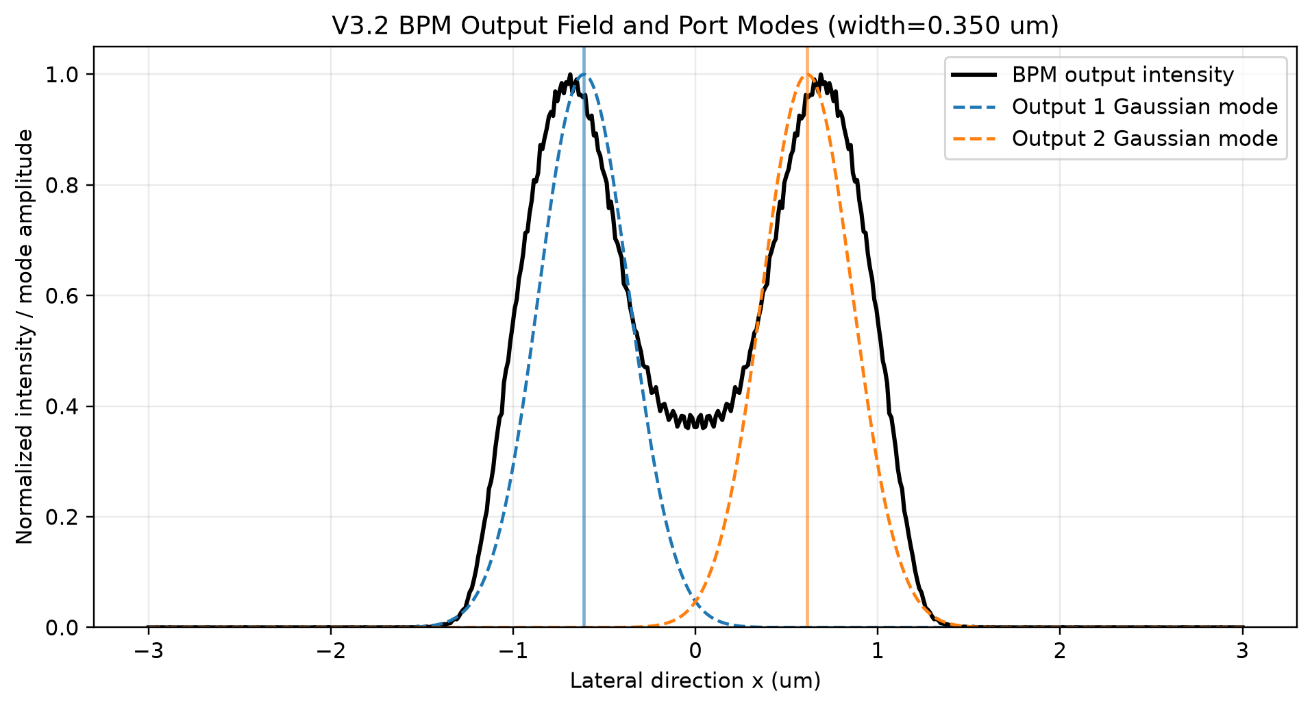 V3.2 BPM Output Field and Port Modes (width=0.350 um)
BPM output intensity
Output 1 Gaussian mode
Output 2 Gaussian mode
Normalized intensity / mode amplitude
1.0
0.8
0.6
0.4
0.2
0.0
−3 −2 −1 0 1 2 3
Lateral direction x (um)